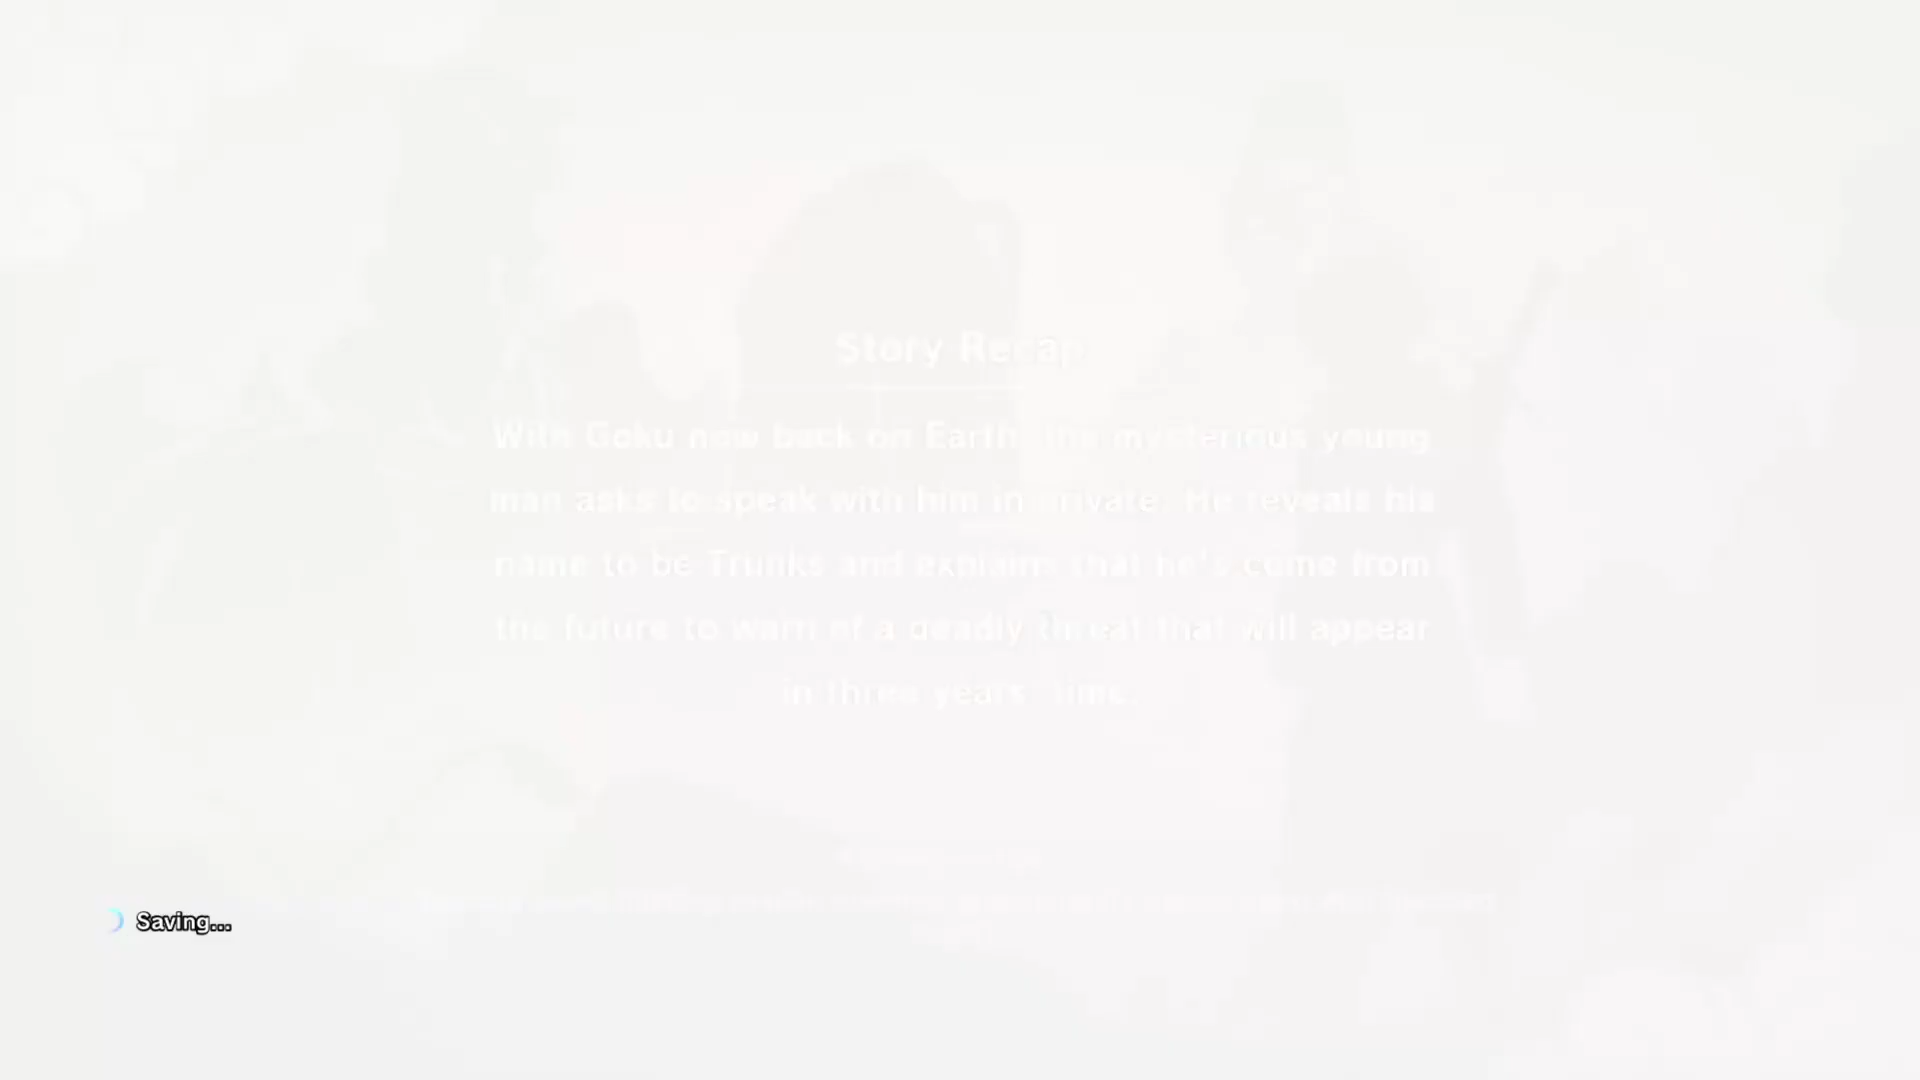 Story Recap
With Goku now back on Earth, the mysterious young
man asks to speak with him in private. He reveals his
name to be Trunks and explains that he's come from
the future to warn of a deadly threat that will appear
in three years' time.
Saving...